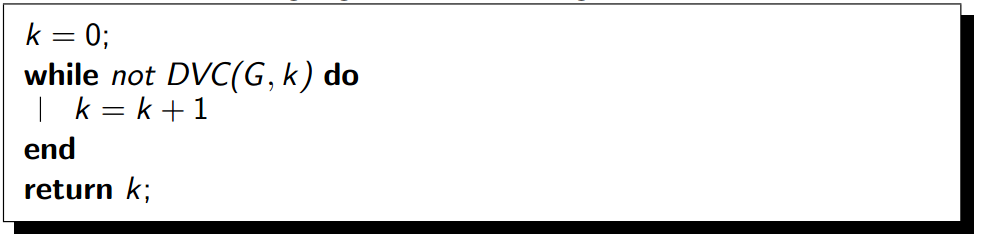 k = 0;
while not DVC(G, k) do
k = k + 1
end
return k;